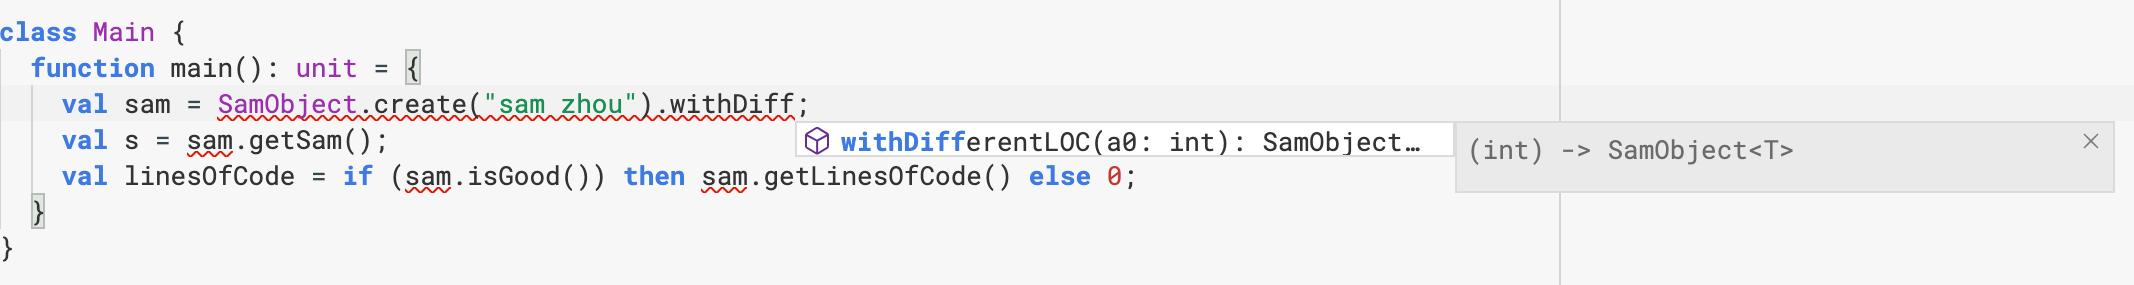 class Main {
function main(): unit = {
val sam = SamObject.create("sam zhou").withDiff;
val s = sam.getSam();
withDifferentLOC(a0: int): SamObject…
(int) -> SamObject<T>
val linesOfCode = if (sam.isGood()) then sam.getLinesOfCode() else 0;
}
}